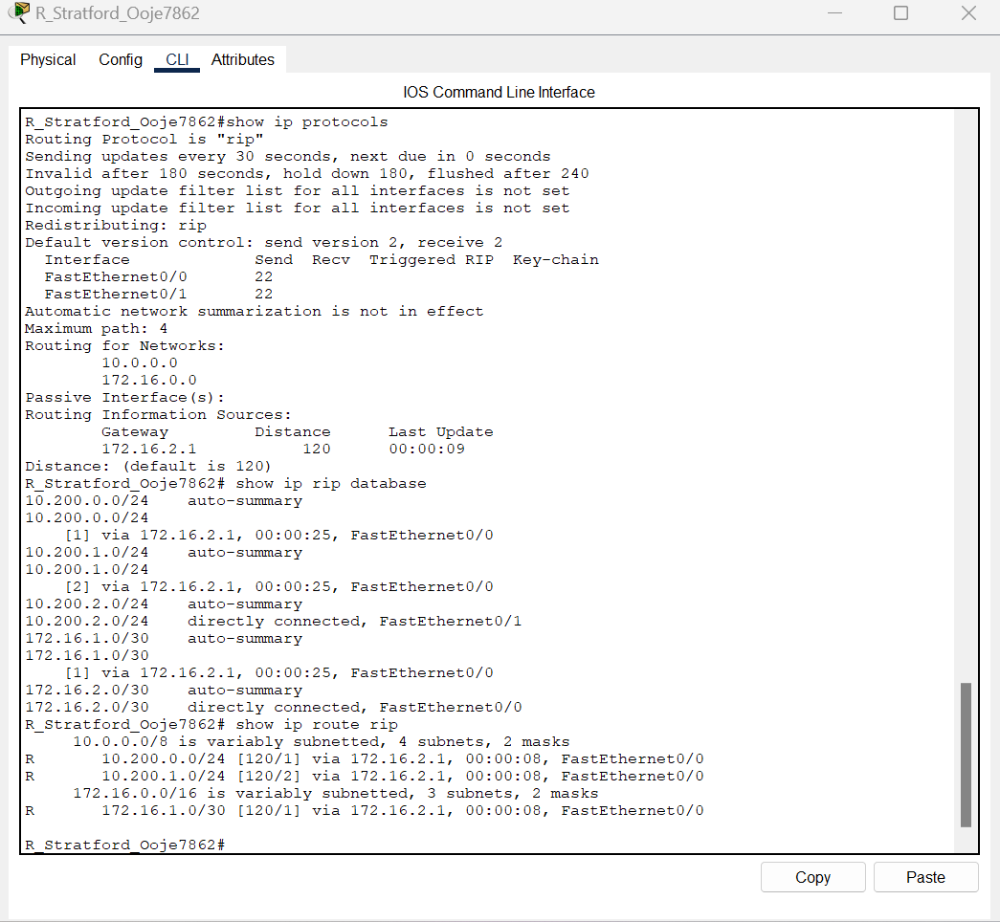 R_Stratford_Ooje7862
Physical Config CLI Attributes
IOS Command Line Interface
R_Stratford_Ooje7862#show ip protocols
Routing Protocol is "rip"
Sending updates every 30 seconds, next due in 0 seconds
Invalid after 180 seconds, hold down 180, flushed after 240
Outgoing update filter list for all interfaces is not set
Incoming update filter list for all interfaces is not set
Redistributing: rip
Default version control: send version 2, receive 2
  Interface             Send  Recv  Triggered RIP  Key-chain
  FastEthernet0/0       22
  FastEthernet0/1       22
Automatic network summarization is not in effect
Maximum path: 4
Routing for Networks:
        10.0.0.0
        172.16.0.0
Passive Interface(s):
Routing Information Sources:
        Gateway         Distance      Last Update
        172.16.2.1           120      00:00:09
Distance: (default is 120)
R_Stratford_Ooje7862# show ip rip database
10.200.0.0/24    auto-summary
10.200.0.0/24
    [1] via 172.16.2.1, 00:00:25, FastEthernet0/0
10.200.1.0/24    auto-summary
10.200.1.0/24
    [2] via 172.16.2.1, 00:00:25, FastEthernet0/0
10.200.2.0/24    auto-summary
10.200.2.0/24    directly connected, FastEthernet0/1
172.16.1.0/30    auto-summary
172.16.1.0/30
    [1] via 172.16.2.1, 00:00:25, FastEthernet0/0
172.16.2.0/30    auto-summary
172.16.2.0/30    directly connected, FastEthernet0/0
R_Stratford_Ooje7862# show ip route rip
     10.0.0.0/8 is variably subnetted, 4 subnets, 2 masks
R       10.200.0.0/24 [120/1] via 172.16.2.1, 00:00:08, FastEthernet0/0
R       10.200.1.0/24 [120/2] via 172.16.2.1, 00:00:08, FastEthernet0/0
     172.16.0.0/16 is variably subnetted, 3 subnets, 2 masks
R       172.16.1.0/30 [120/1] via 172.16.2.1, 00:00:08, FastEthernet0/0
R_Stratford_Ooje7862#
Copy Paste